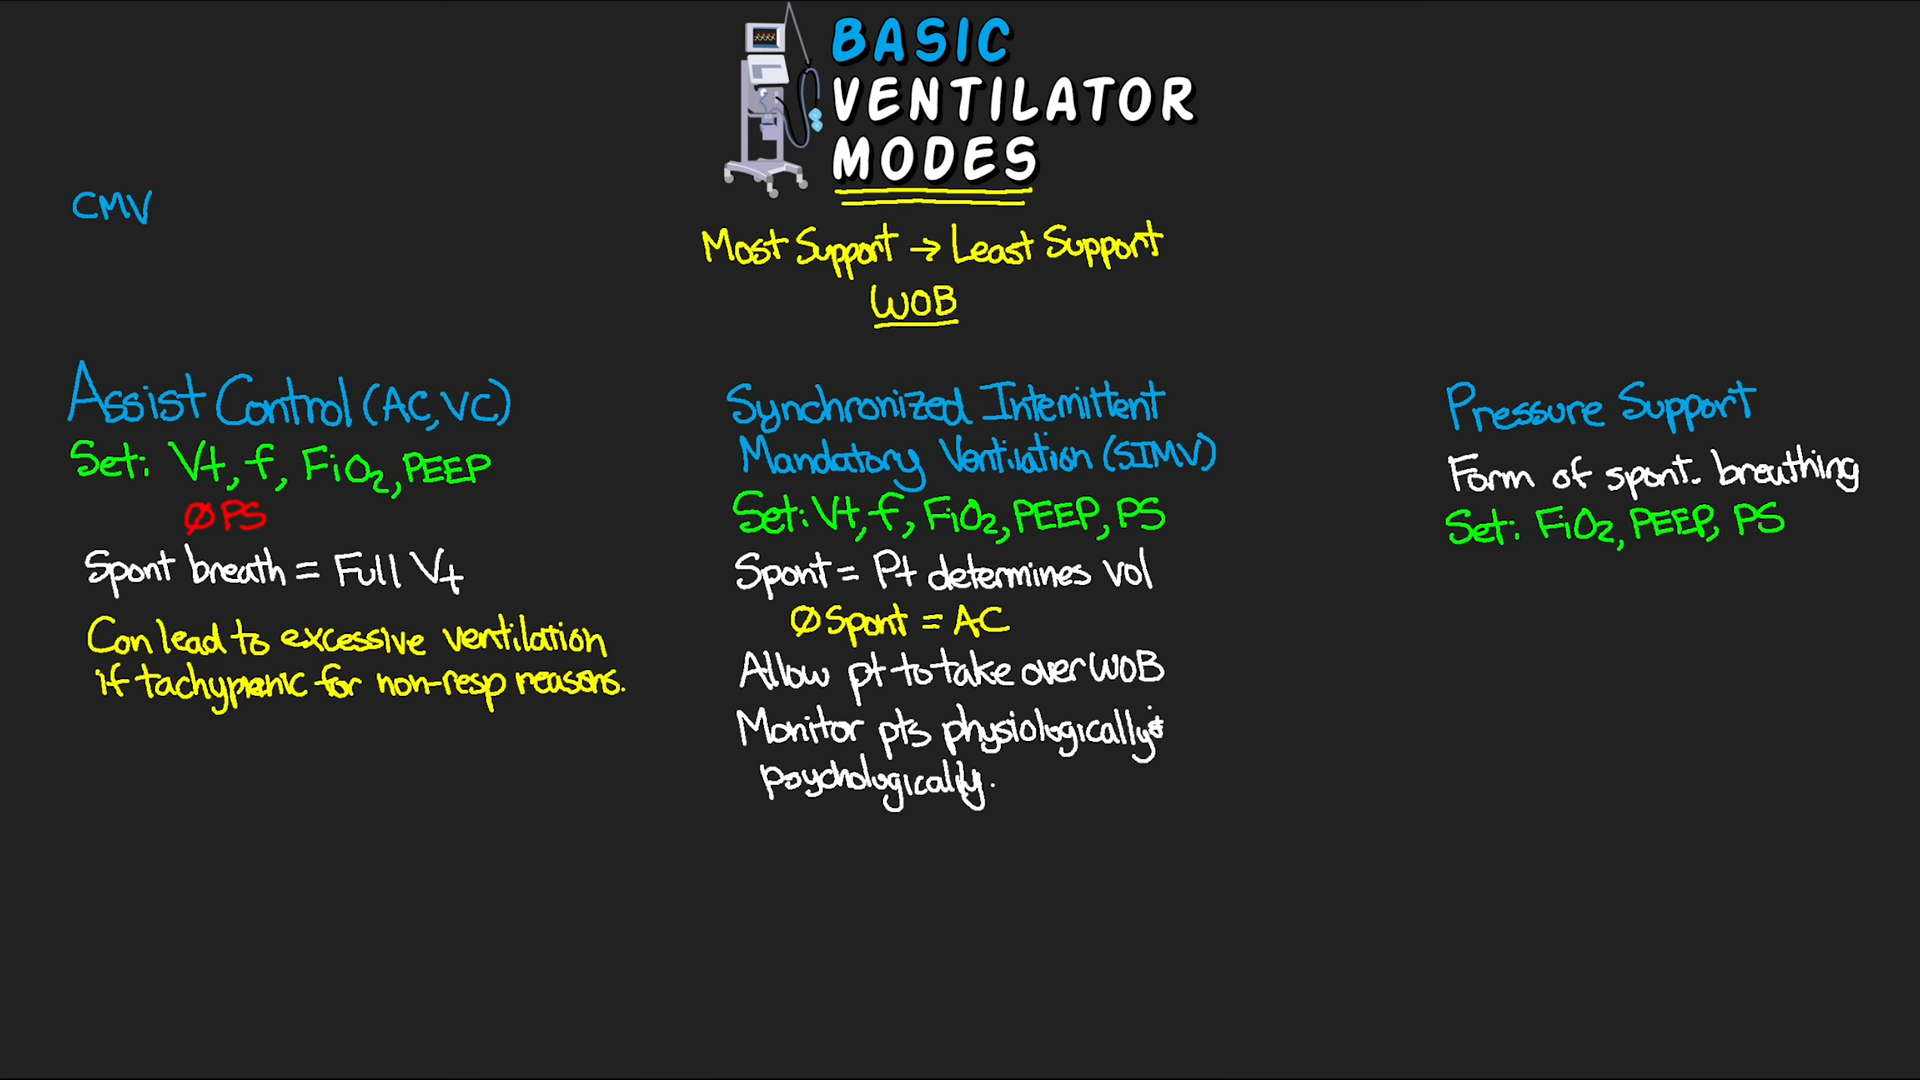 BASIC
VENTILATOR
MODES
CMV
Most Support → Least Support
WOB
Assist Control (AC, VC)
Set: Vt, f, FiO2, PEEP
ØPS
Spont breath = Full Vt
Can lead to excessive ventilation
if tachypenic for non-resp reasons.
Synchronized Intemittent
Mandatory Ventilation (SIMV)
Set: Vt, f, FiO2, PEEP, PS
Spont = Pt determines vol
ØSpont = AC
Allow pt to take over WOB
Monitor pts physiologically &
psychologically.
Pressure Support
Form of spont. breathing
Set: FiO2, PEEP, PS